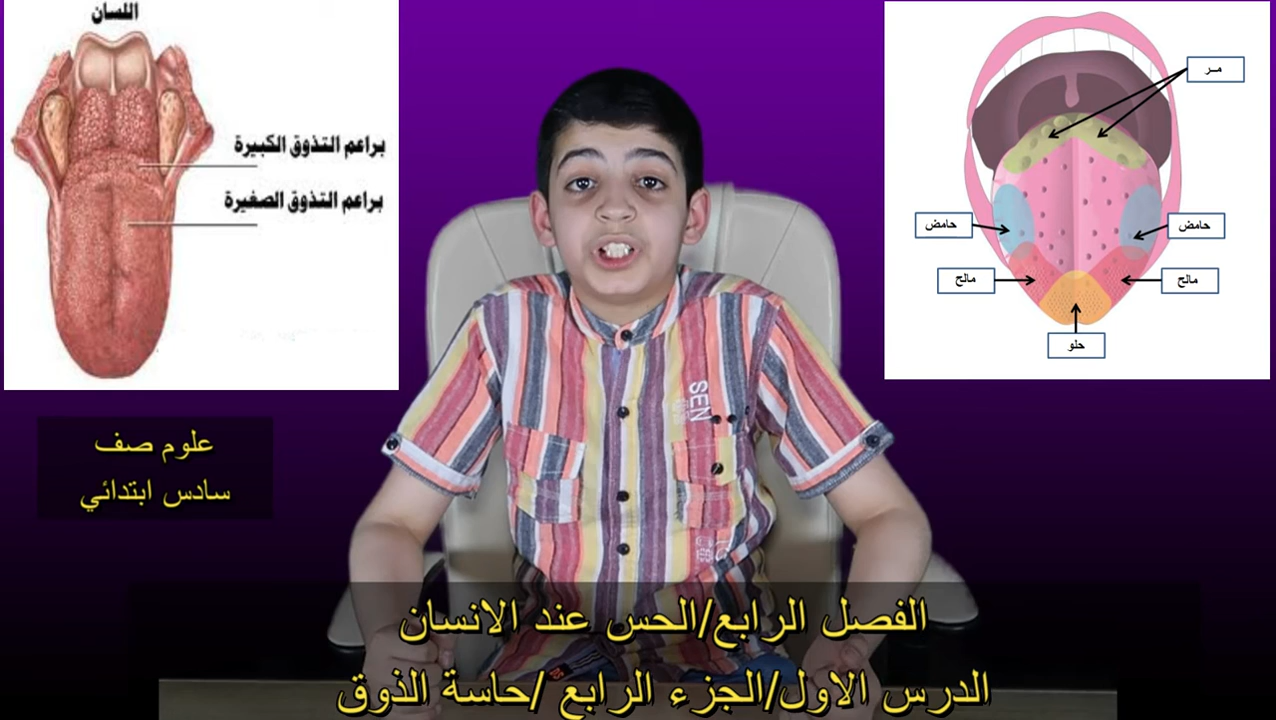 اللسان
براعم التذوق الكبيرة
براعم التذوق الصغيرة
مر
حامض
حامض
مالح
مالح
حلو
SEN
علوم صف
سادس ابتدائي
الفصل الرابع/الحس عند الانسان
الدرس الاول/الجزء الرابع /حاسة الذوق